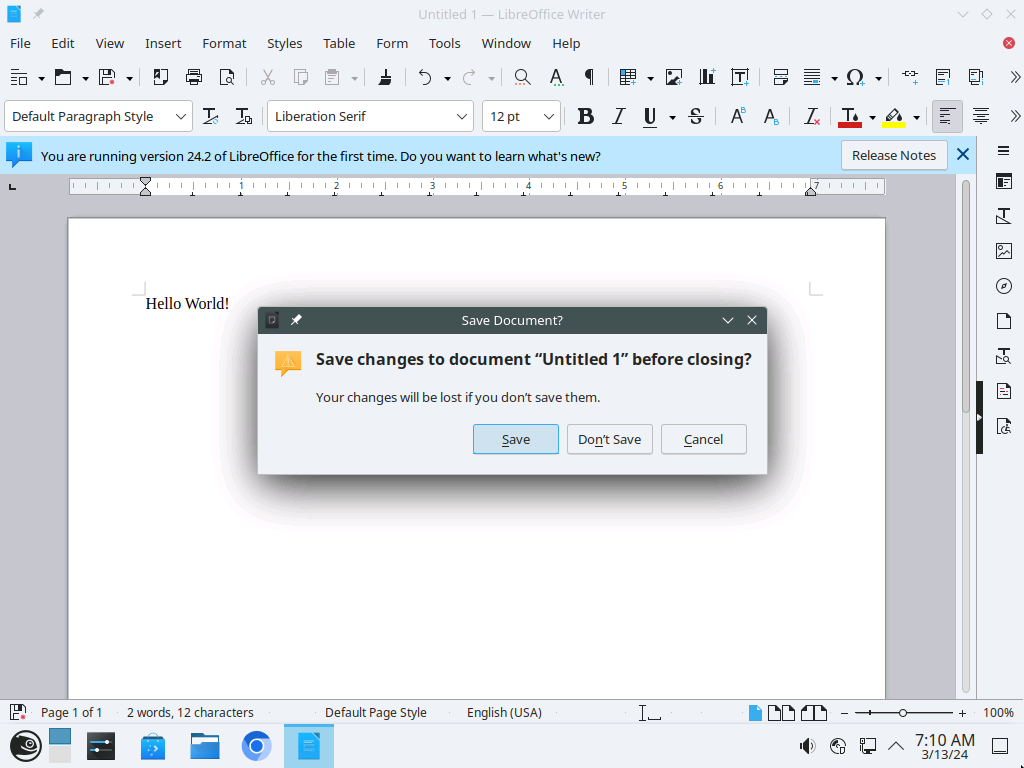 Untitled 1 — LibreOffice Writer
File Edit View Insert Format Styles Table Form Tools Window Help
Default Paragraph Style Liberation Serif 12 pt
You are running version 24.2 of LibreOffice for the first time. Do you want to learn what's new? Release Notes
1 2 3 4 5 6 7
Hello World!
Save Document?
Save changes to document “Untitled 1” before closing?
Your changes will be lost if you don’t save them.
Save Don’t Save Cancel
Page 1 of 1 2 words, 12 characters Default Page Style English (USA) 100%
7:10 AM
3/13/24